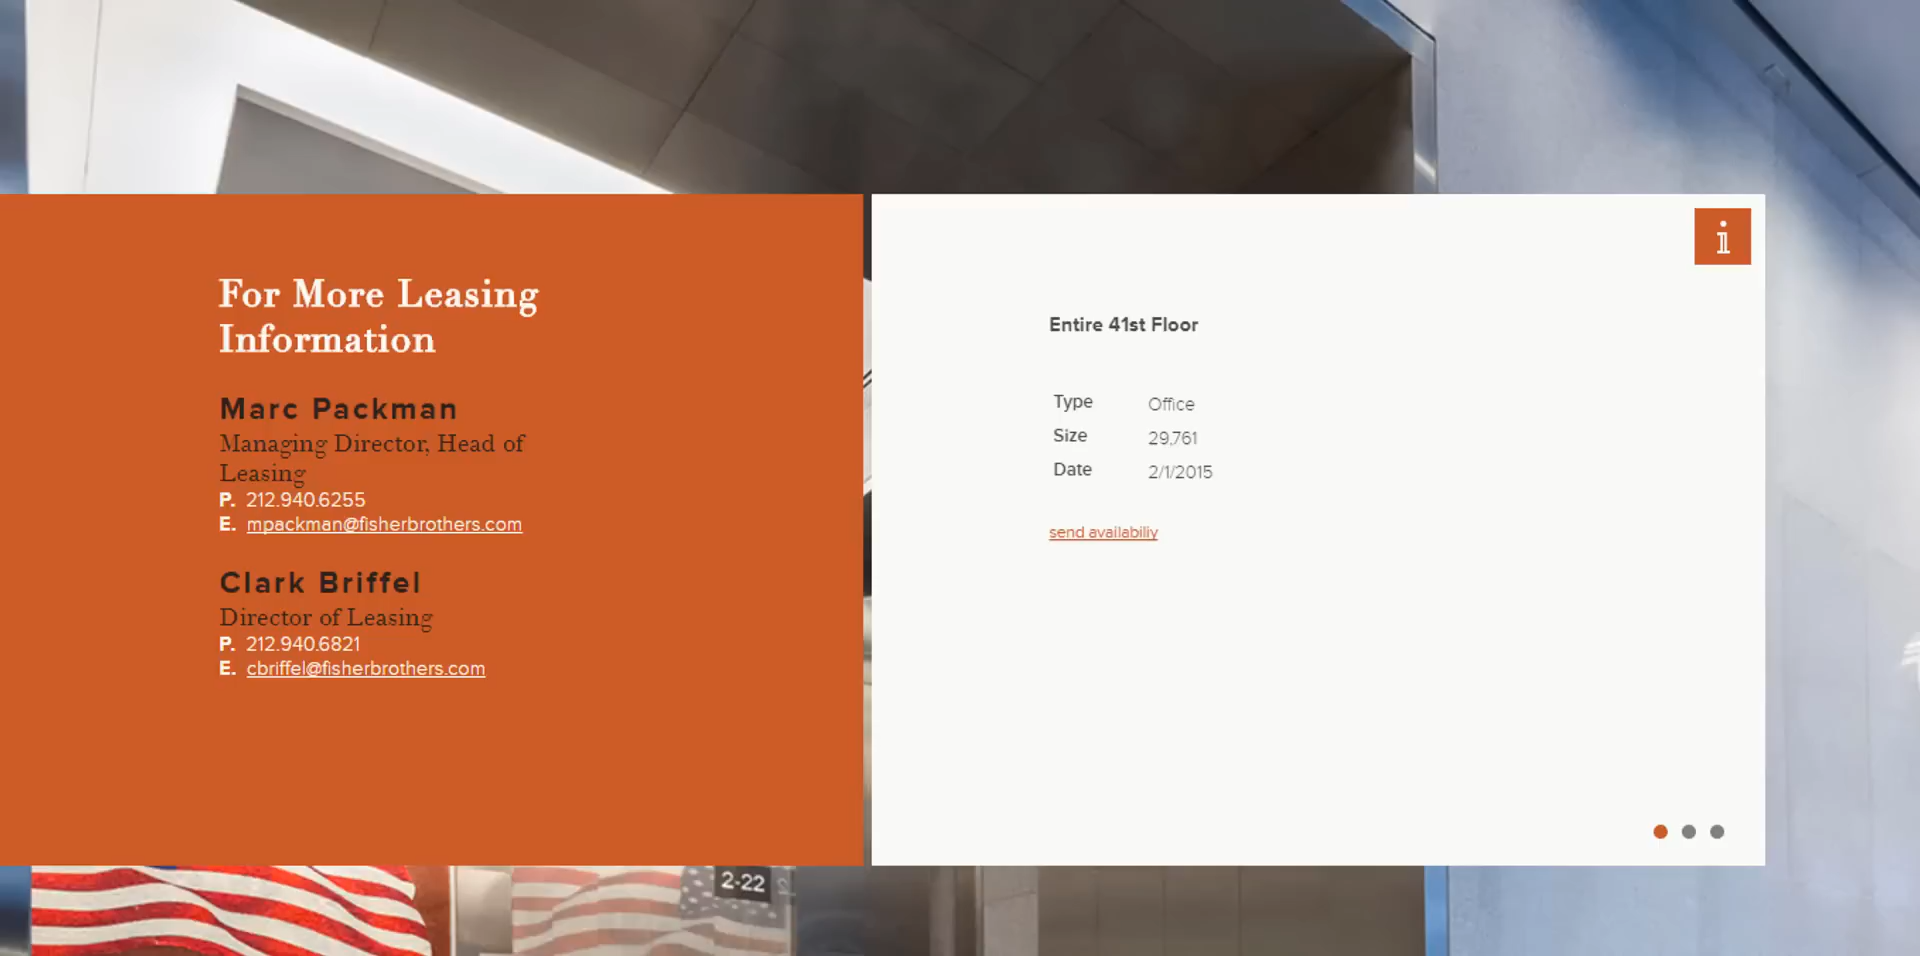 For More Leasing
Information
Marc Packman
Managing Director, Head of
Leasing
P. 212.940.6255
E. mpackman@fisherbrothers.com
Clark Briffel
Director of Leasing
P. 212.940.6821
E. cbriffel@fisherbrothers.com
i
Entire 41st Floor
Type Office
Size 29,761
Date 2/1/2015
send availabiliy
2-22